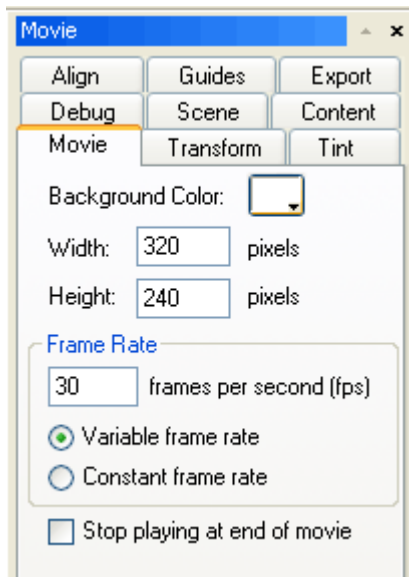 Movie
Align Guides Export
Debug Scene Content
Movie Transform Tint
Background Color:
Width: 320 pixels
Height: 240 pixels
Frame Rate
30 frames per second (fps)
Variable frame rate
Constant frame rate
Stop playing at end of movie